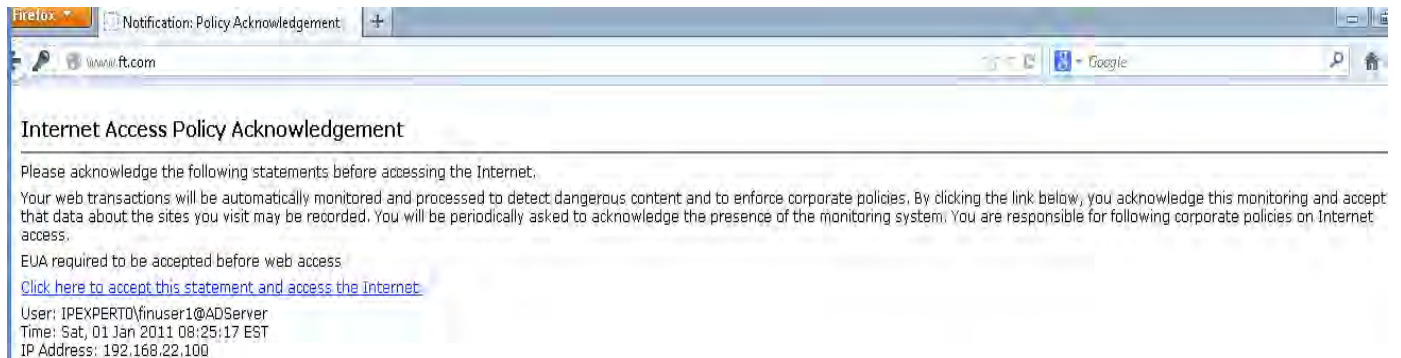 Firefox
Notification: Policy Acknowledgement
+
www.ft.com
Google
Internet Access Policy Acknowledgement
Please acknowledge the following statements before accessing the Internet.
Your web transactions will be automatically monitored and processed to detect dangerous content and to enforce corporate policies. By clicking the link below, you acknowledge this monitoring and accept
that data about the sites you visit may be recorded. You will be periodically asked to acknowledge the presence of the monitoring system. You are responsible for following corporate policies on Internet
access.
EUA required to be accepted before web access
Click here to accept this statement and access the Internet.
User: IPEXPERT0\finuser1@ADServer
Time: Sat, 01 Jan 2011 08:25:17 EST
IP Address: 192.168.22.100